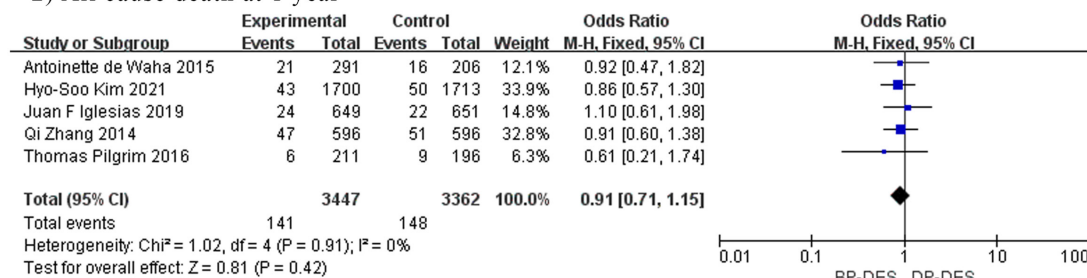 2) All-cause death at 1 year
Experimental Control Odds Ratio Odds Ratio
Study or Subgroup Events Total Events Total Weight M-H, Fixed, 95% CI M-H, Fixed, 95% CI
Antoinette de Waha 2015 21 291 16 206 12.1% 0.92 [0.47, 1.82]
Hyo-Soo Kim 2021 43 1700 50 1713 33.9% 0.86 [0.57, 1.30]
Juan F Iglesias 2019 24 649 22 651 14.8% 1.10 [0.61, 1.98]
Qi Zhang 2014 47 596 51 596 32.8% 0.91 [0.60, 1.38]
Thomas Pilgrim 2016 6 211 9 196 6.3% 0.61 [0.21, 1.74]
Total (95% CI) 3447 3362 100.0% 0.91 [0.71, 1.15]
Total events 141 148
Heterogeneity: Chi² = 1.02, df = 4 (P = 0.91); I² = 0%
Test for overall effect: Z = 0.81 (P = 0.42)
0.01 0.1 1 10 100
BP-DES DP-DES